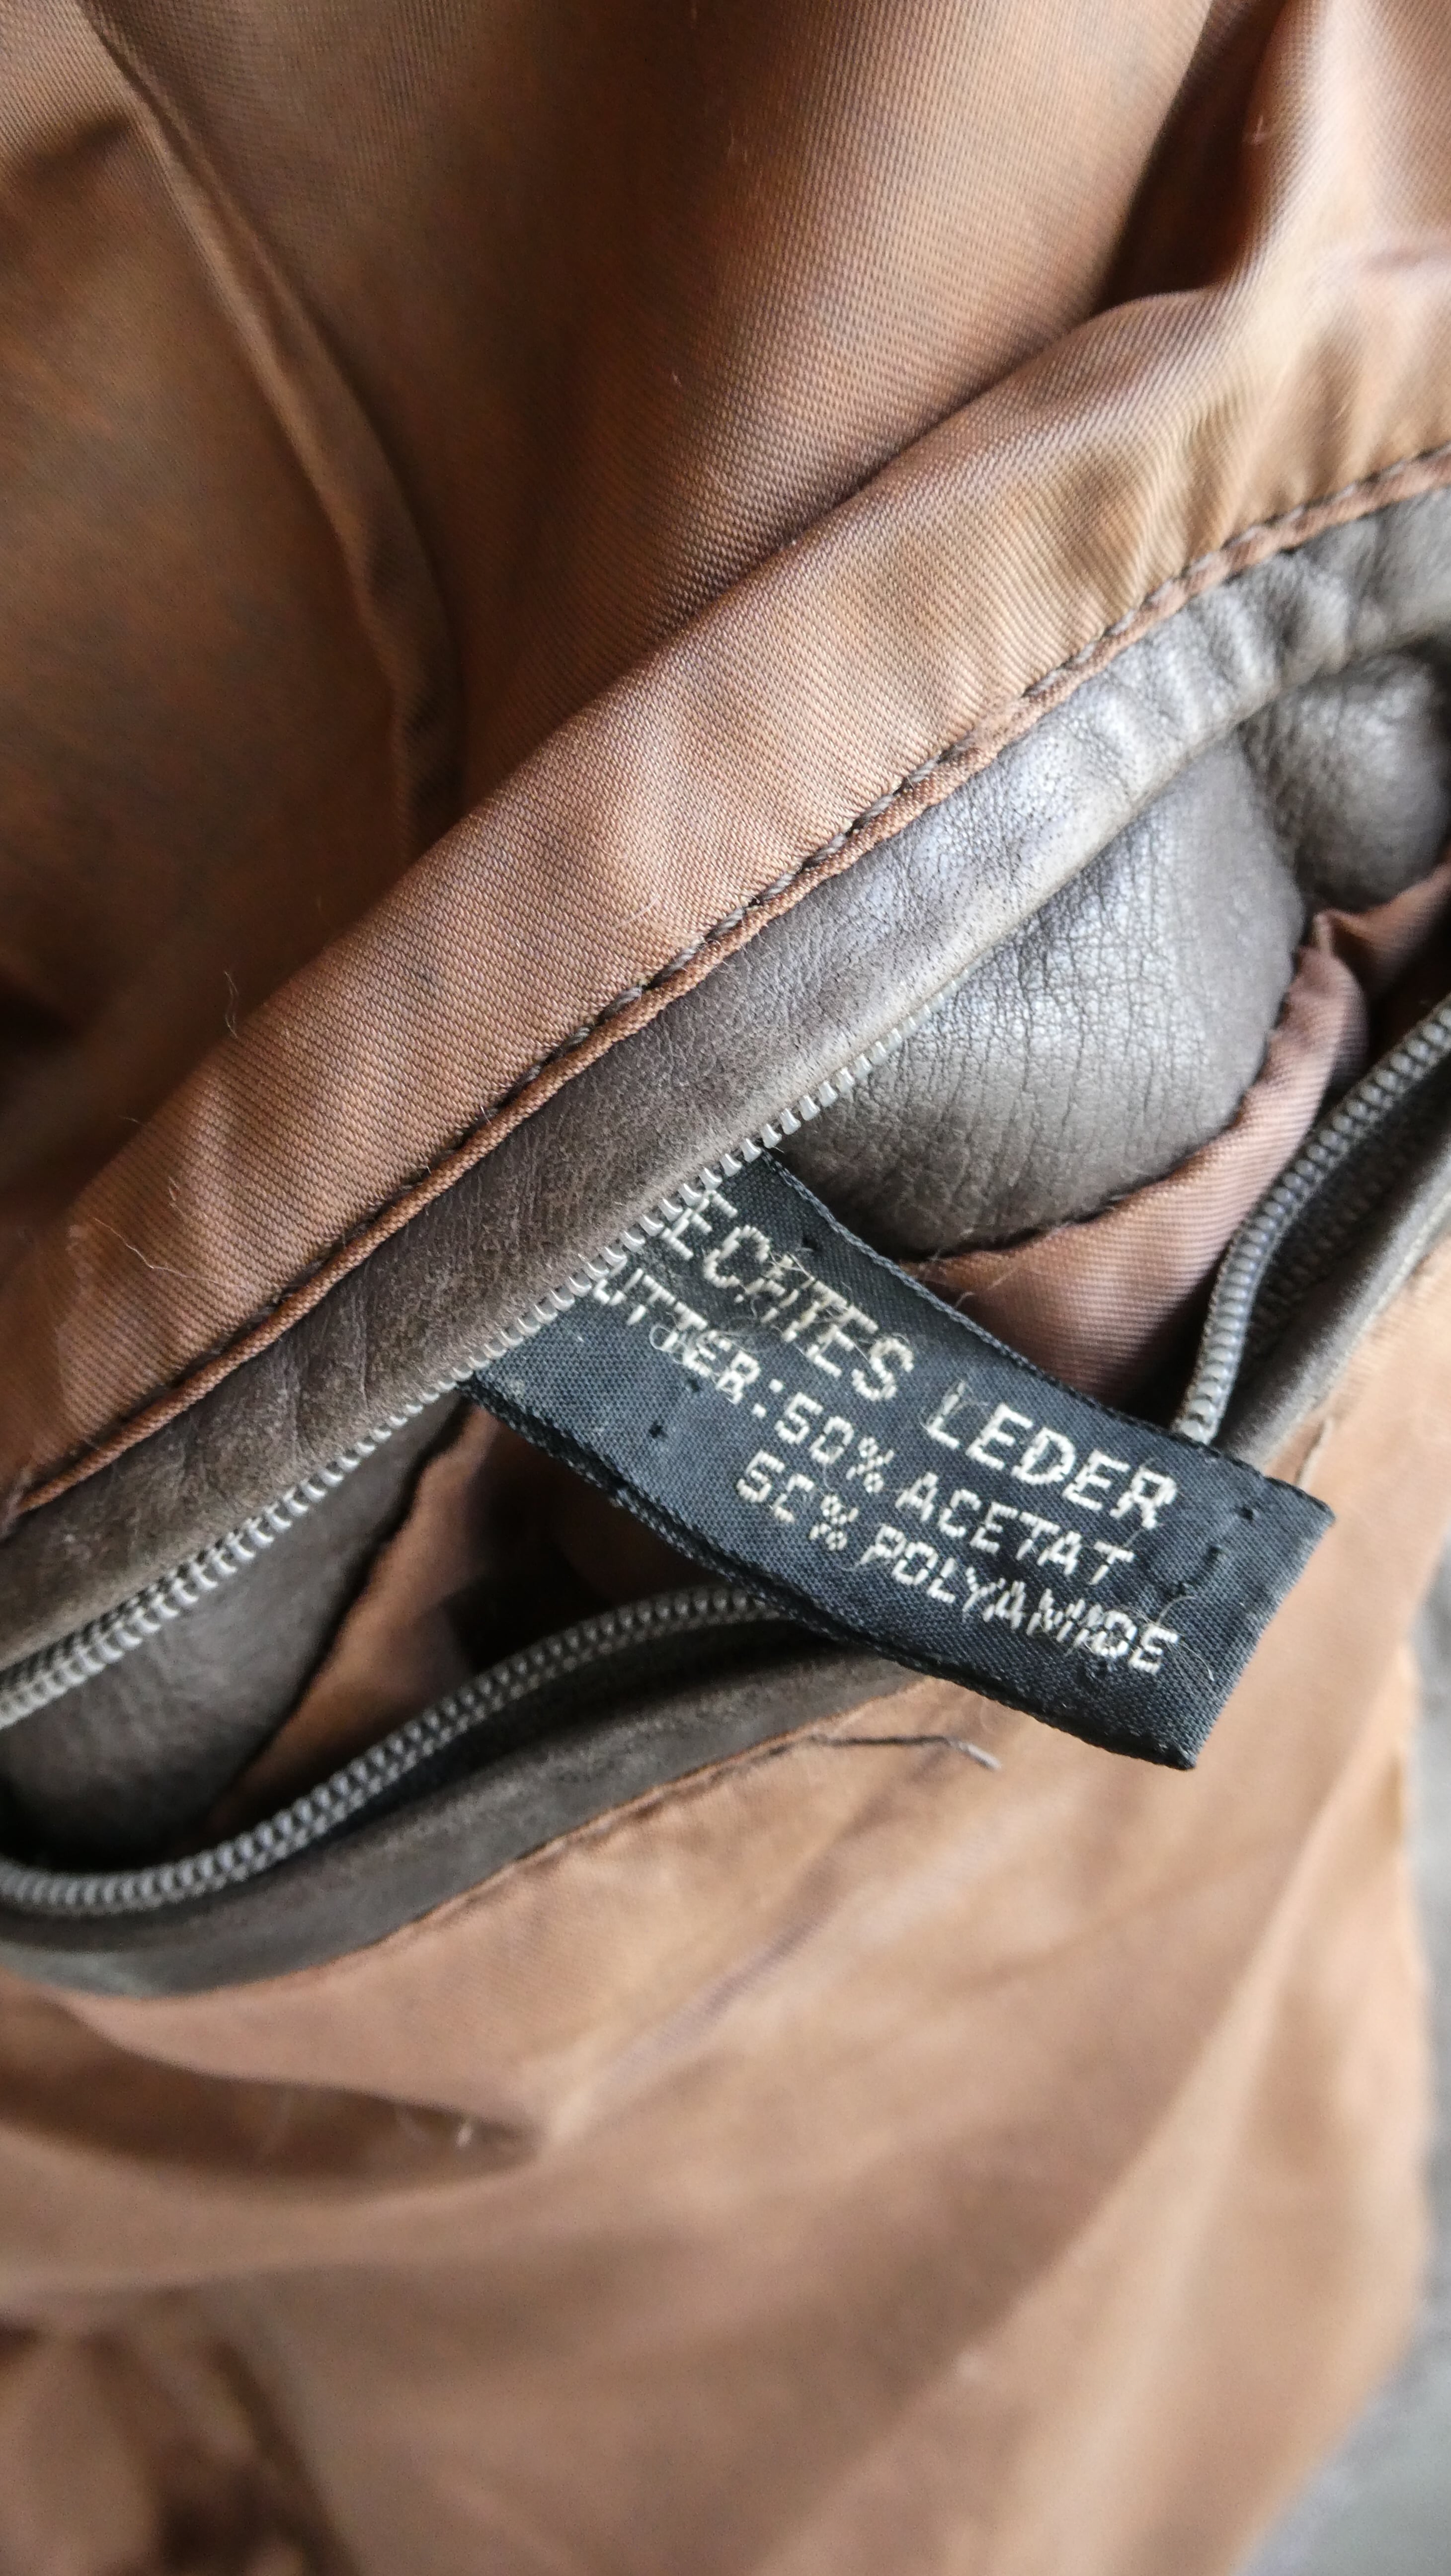 ECHTES LEDER
FUTTER: 50% ACETAT
50% POLYAMIDE